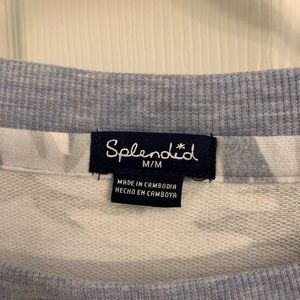 Splendid
M/M
MADE IN CAMBODIA
HECHO EN CAMBOYA